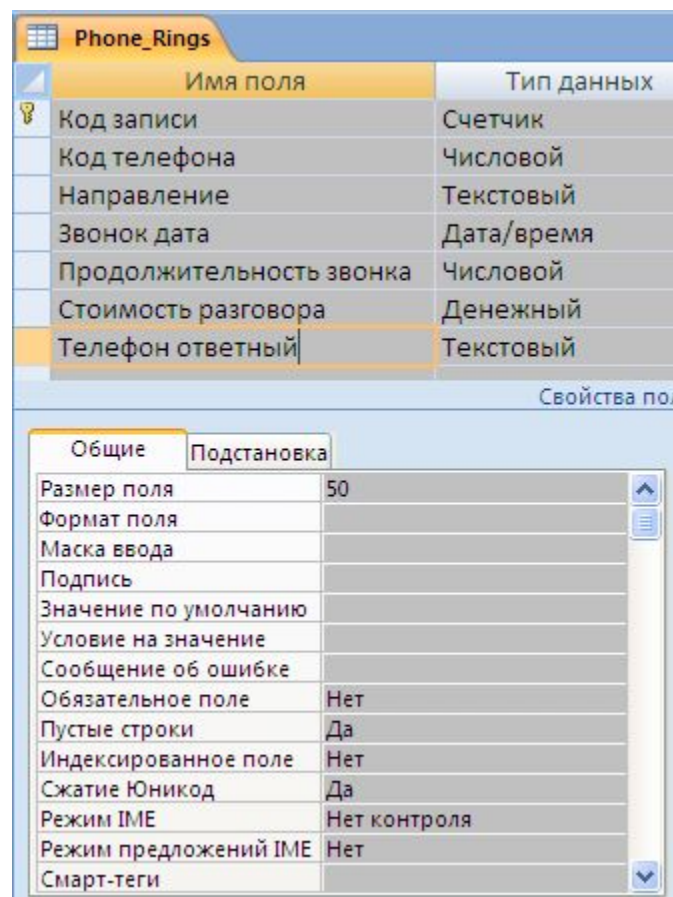 Phone_Rings
Имя поля Тип данных
Код записи Счетчик
Код телефона Числовой
Направление Текстовый
Звонок дата Дата/время
Продолжительность звонка Числовой
Стоимость разговора Денежный
Телефон ответный Текстовый
Свойства пол
Общие Подстановка
Размер поля 50
Формат поля
Маска ввода
Подпись
Значение по умолчанию
Условие на значение
Сообщение об ошибке
Обязательное поле Нет
Пустые строки Да
Индексированное поле Нет
Сжатие Юникод Да
Режим IME Нет контроля
Режим предложений IME Нет
Смарт-теги